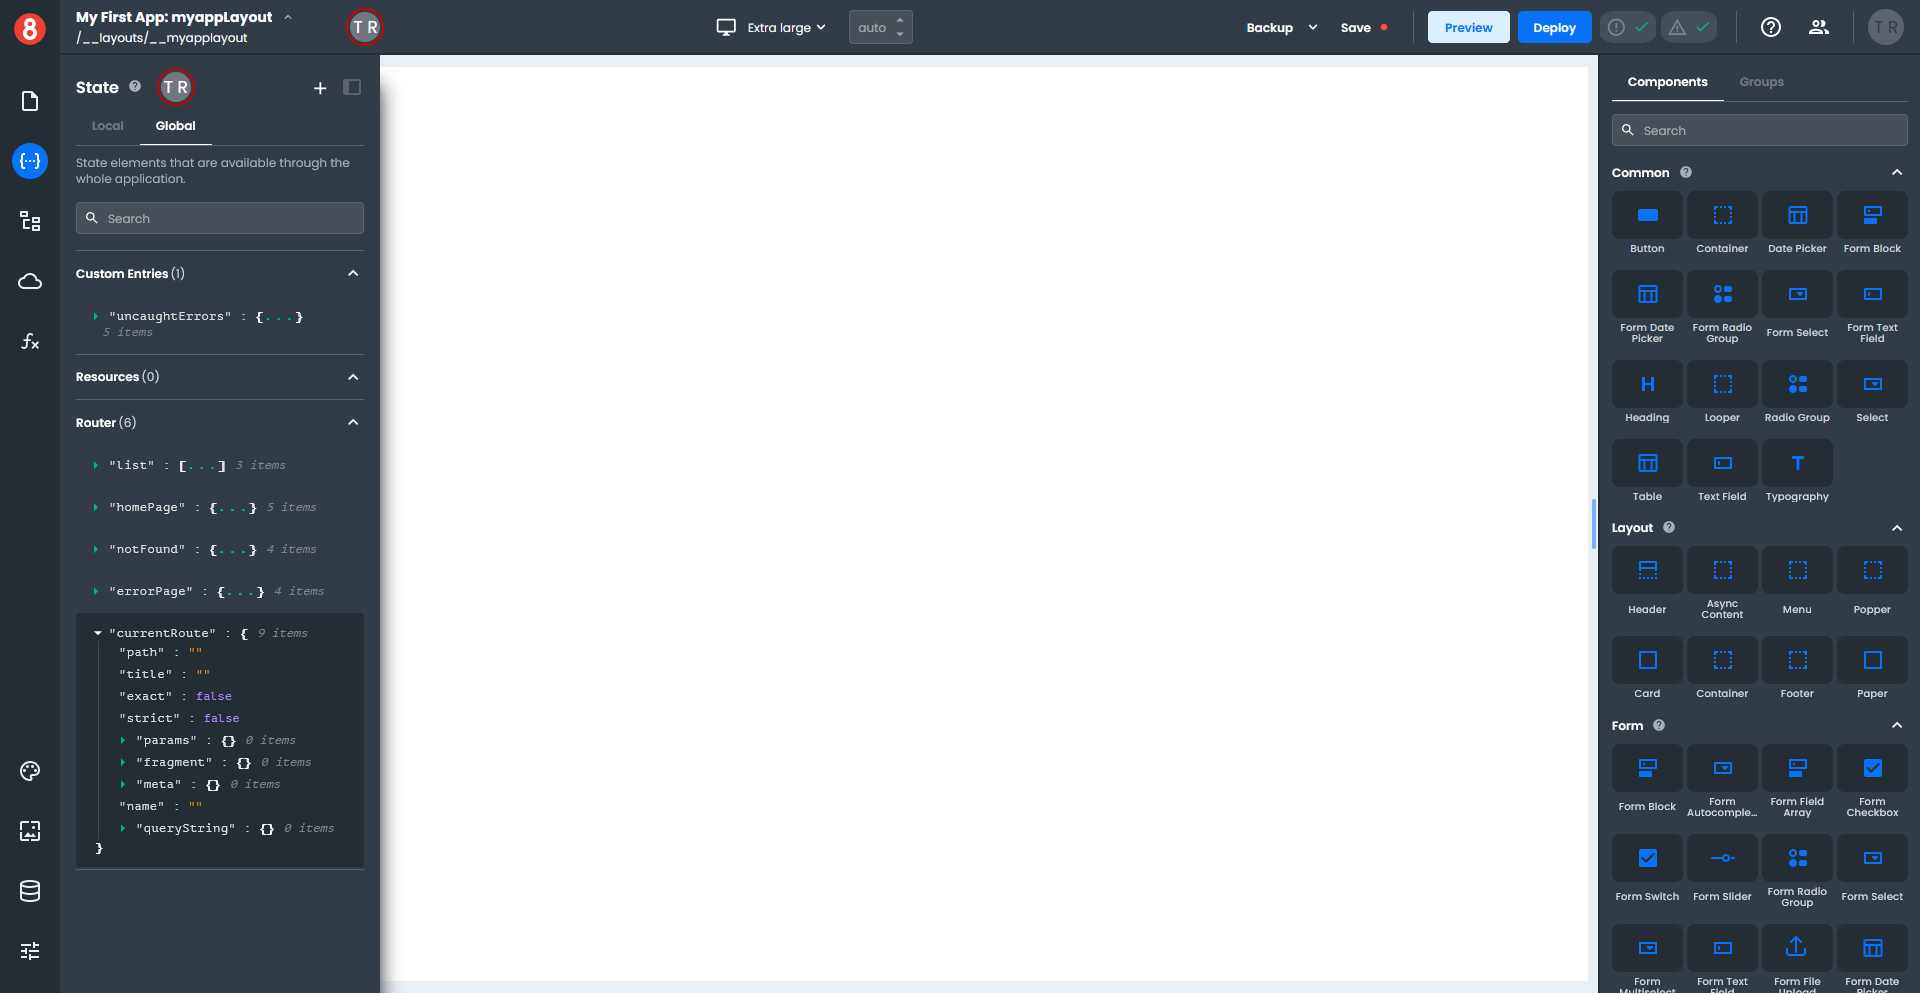 8
My First App: myappLayout
/__layouts/__myapplayout
T R
Extra large
auto
Backup
Save
Preview
Deploy
T R
State
T R
Local
Global
State elements that are available through the
whole application.
Search
Custom Entries (1)
"uncaughtErrors" : {...}
5 items
Resources (0)
Router (6)
"list" : [...] 3 items
"homePage" : {...} 5 items
"notFound" : {...} 4 items
"errorPage" : {...} 4 items
"currentRoute" : { 9 items
"path" : ""
"title" : ""
"exact" : false
"strict" : false
"params" : {} 0 items
"fragment" : {} 0 items
"meta" : {} 0 items
"name" : ""
"queryString" : {} 0 items
}
Components
Groups
Search
Common
Button
Container
Date Picker
Form Block
Form Date
Picker
Form Radio
Group
Form Select
Form Text
Field
H
Heading
Looper
Radio Group
Select
Table
Text Field
T
Typography
Layout
Header
Async
Content
Menu
Popper
Card
Container
Footer
Paper
Form
Form Block
Form
Autocomple...
Form Field
Array
Form
Checkbox
Form Switch
Form Slider
Form Radio
Group
Form Select
Form
Multiselect
Form Text
Field
Form File
Upload
Form Date
Picker